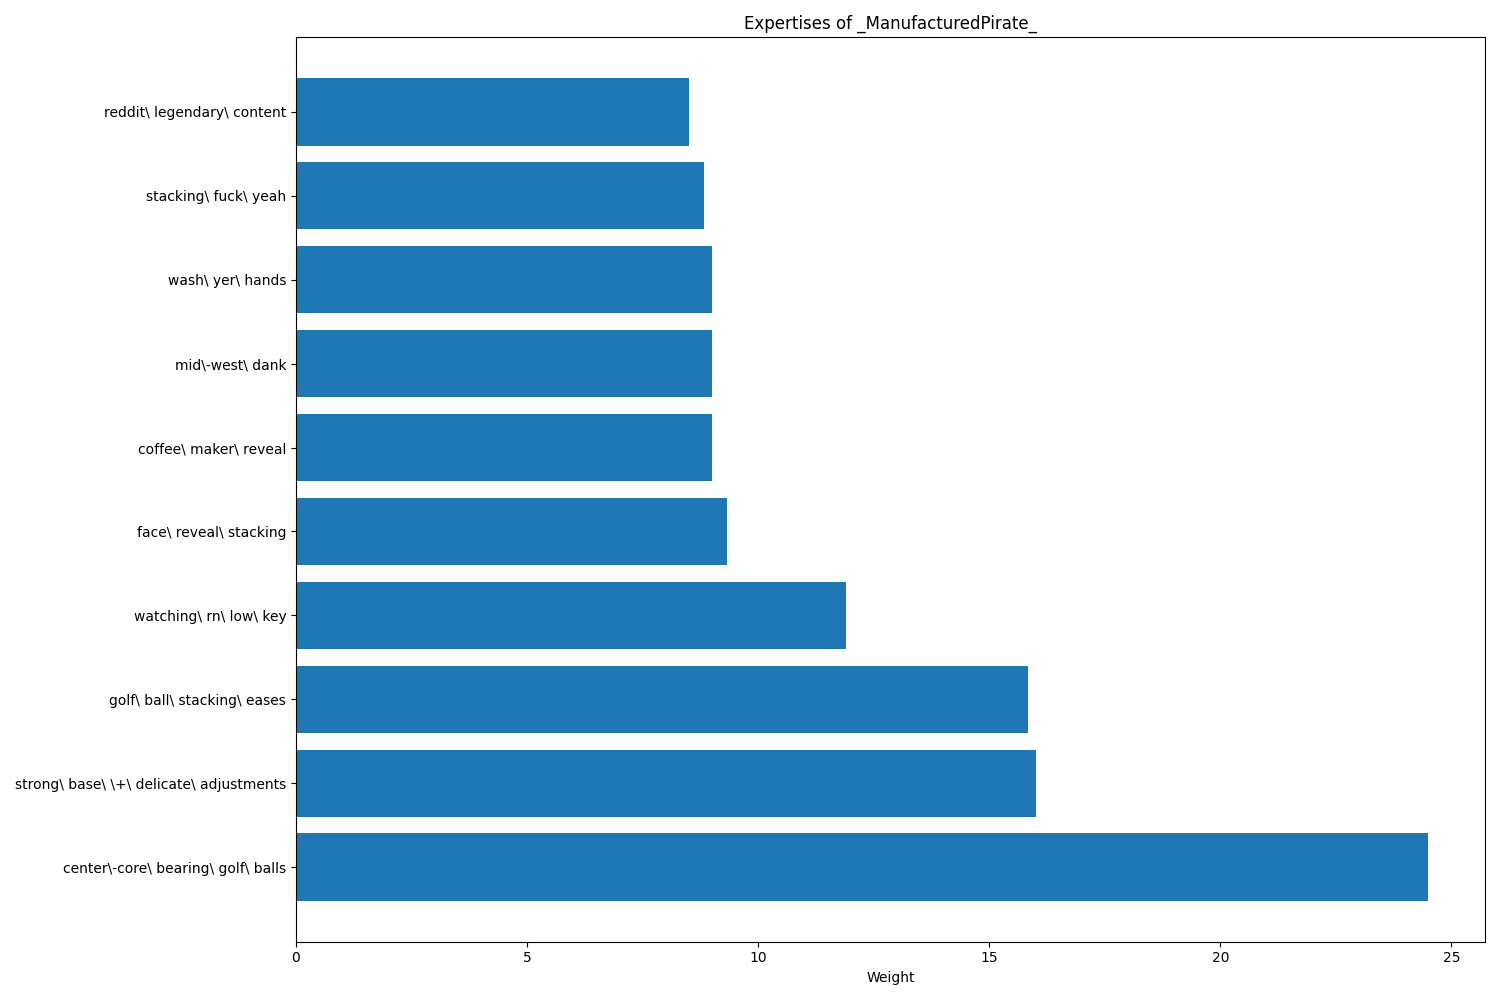 Expertises of _ManufacturedPirate_
reddit\ legendary\ content
stacking\ fuck\ yeah
wash\ yer\ hands
mid\-west\ dank
coffee\ maker\ reveal
face\ reveal\ stacking
watching\ rn\ low\ key
golf\ ball\ stacking\ eases
strong\ base\ \+\ delicate\ adjustments
center\-core\ bearing\ golf\ balls
0 5 10 15 20 25
Weight